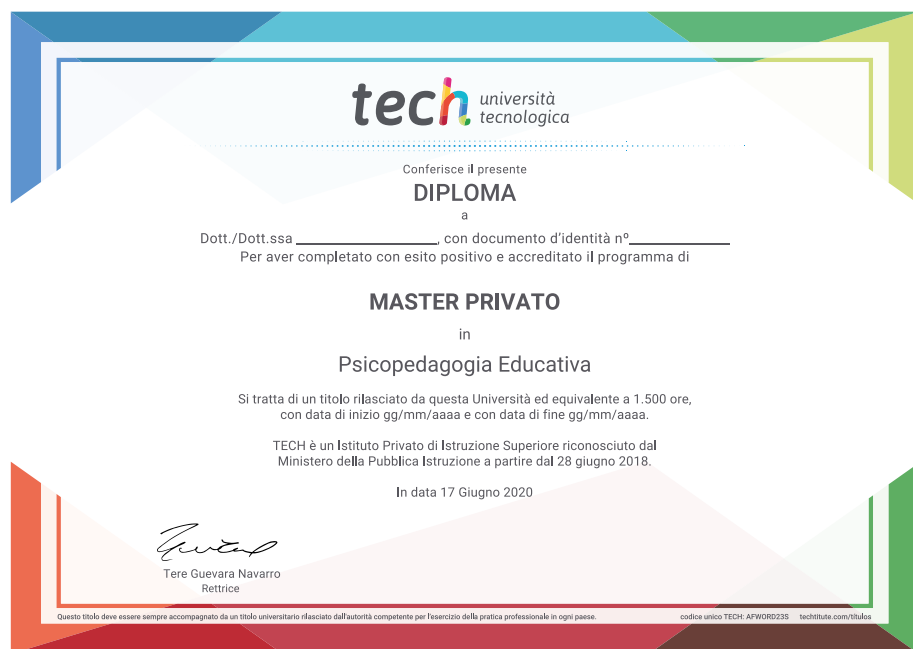 tech università
tecnologica
Conferisce il presente
DIPLOMA
a
Dott./Dott.ssa ________________, con documento d'identità nº____________
Per aver completato con esito positivo e accreditato il programma di
MASTER PRIVATO
in
Psicopedagogia Educativa
Si tratta di un titolo rilasciato da questa Università ed equivalente a 1.500 ore,
con data di inizio gg/mm/aaaa e con data di fine gg/mm/aaaa.
TECH è un Istituto Privato di Istruzione Superiore riconosciuto dal
Ministero della Pubblica Istruzione a partire dal 28 giugno 2018.
In data 17 Giugno 2020
Tere Guevara Navarro
Rettrice
Questo titolo deve essere sempre accompagnato da un titolo universitario rilasciato dall'autorità competente per l'esercizio della pratica professionale in ogni paese. codice unico TECH: AFWORD23S techtitute.com/titulos